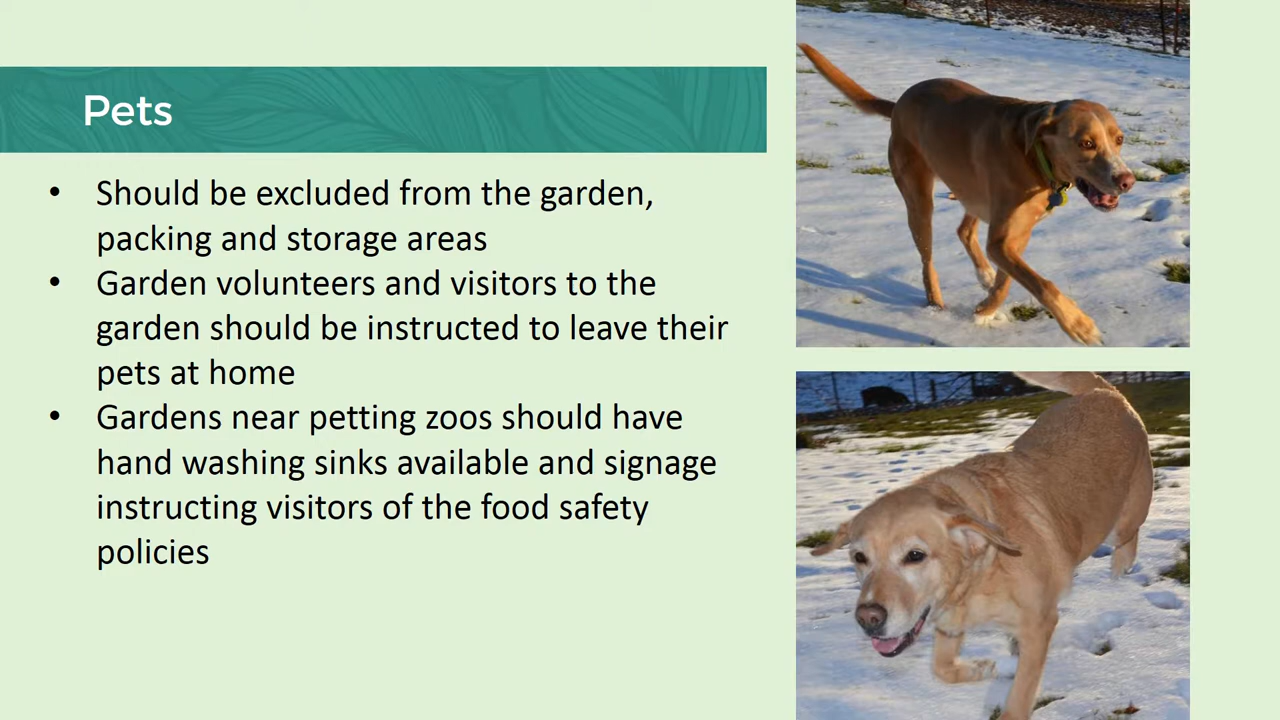 Pets
• Should be excluded from the garden,
packing and storage areas
• Garden volunteers and visitors to the
garden should be instructed to leave their
pets at home
• Gardens near petting zoos should have
hand washing sinks available and signage
instructing visitors of the food safety
policies